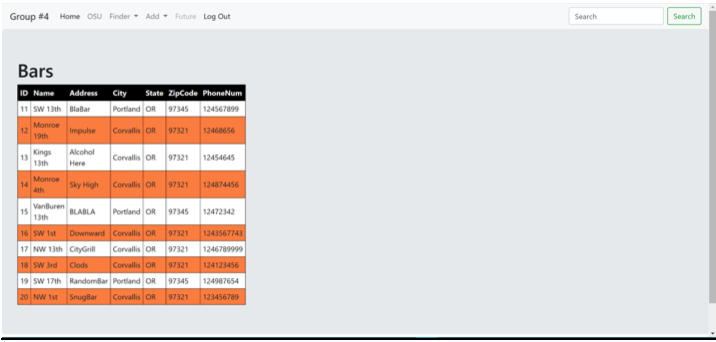 Group #4 Home OSU Finder Add Future Log Out Search Search
Bars
ID Name Address City State ZipCode PhoneNum
11 SW 13th BlaBar Portland OR 97345 124567899
12 Monroe 19th Impulse Corvallis OR 97321 12468656
13 Kings 13th Alcohol Here Corvallis OR 97321 12454645
14 Monroe 4th Sky High Corvallis OR 97321 124874456
15 VanBuren 13th BLABLA Portland OR 97345 12472342
16 SW 1st Downward Corvallis OR 97321 1243567743
17 NW 13th CityGrill Corvallis OR 97321 1246789999
18 SW 3rd Clods Corvallis OR 97321 124123456
19 SW 17th RandomBar Portland OR 97345 124987654
20 NW 1st SnugBar Corvallis OR 97321 123456789